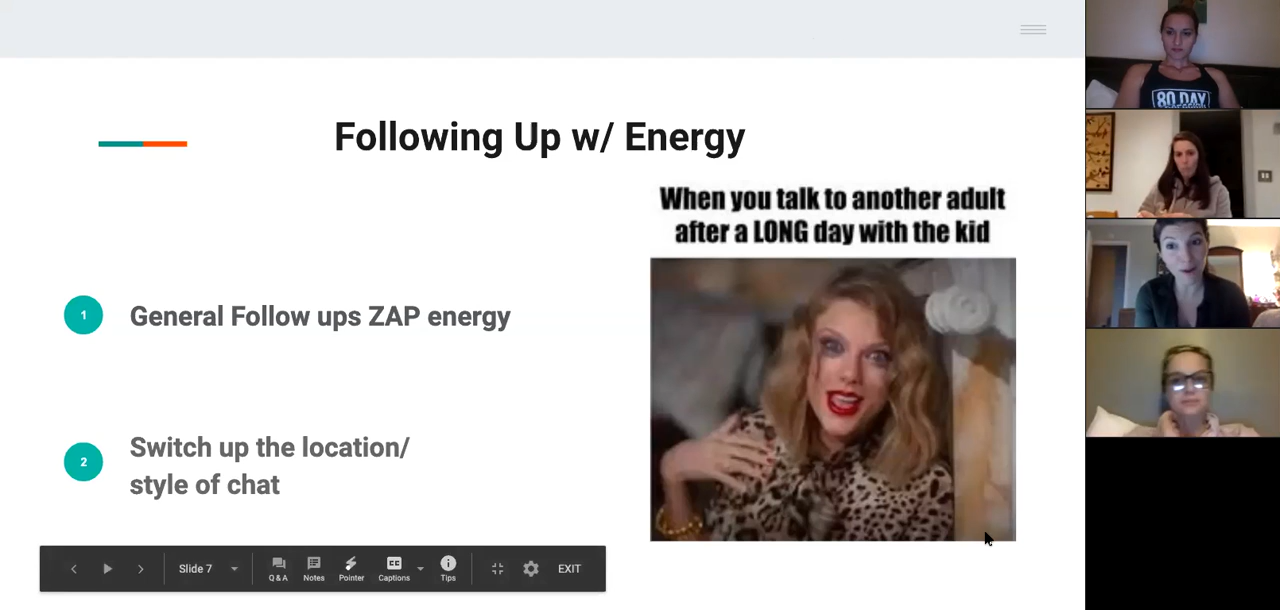 Following Up w/ Energy
When you talk to another adult
after a LONG day with the kid
1
General Follow ups ZAP energy
2
Switch up the location/
style of chat
Slide 7
Q&A
Notes
Pointer
CC
Captions
Tips
EXIT
80 DAY